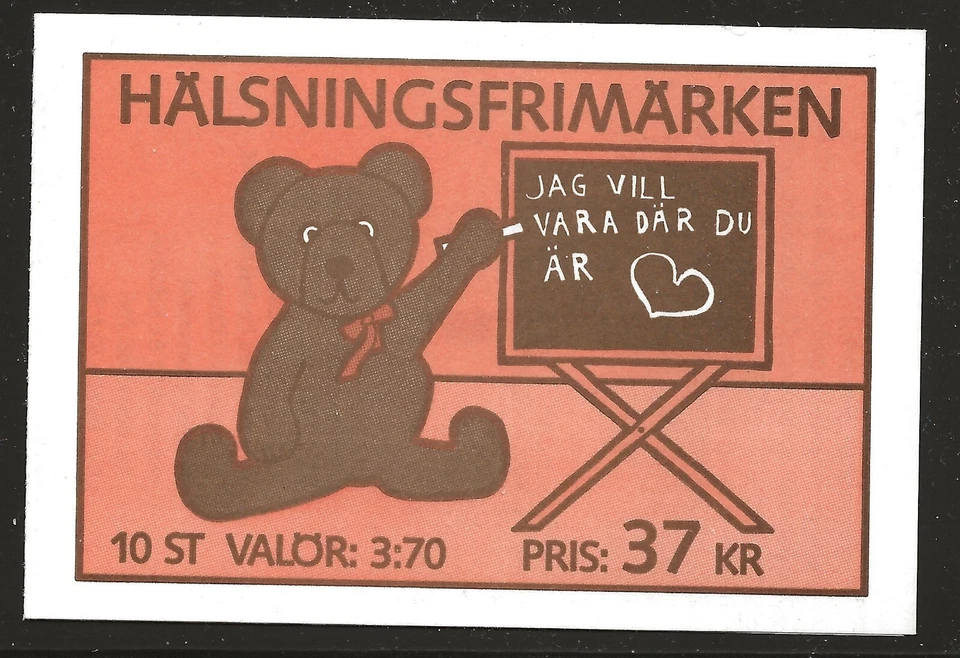 HÄLSNINGSFRIMÄRKEN
JAG VILL
VARA DÄR DU
ÄR
10 ST VALÖR: 3:70
PRIS: 37 KR